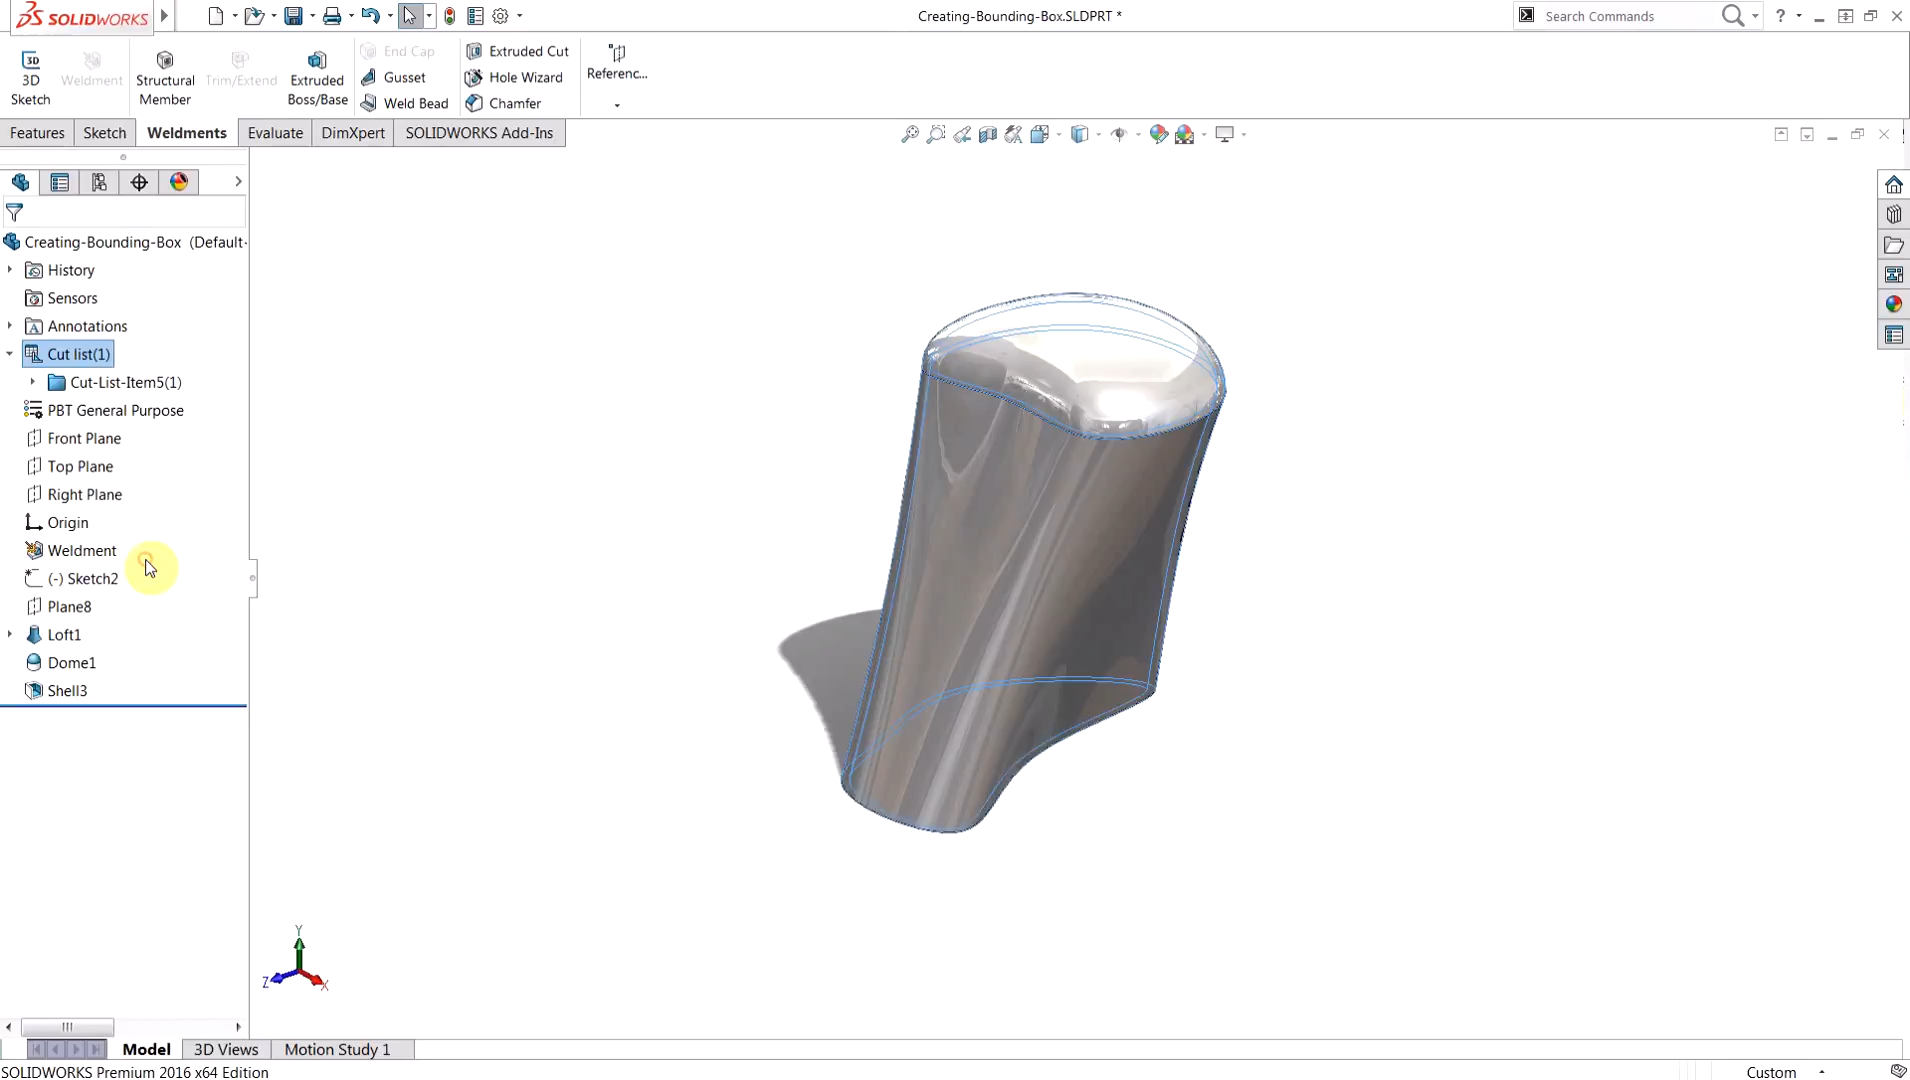 SOLIDWORKS
Creating-Bounding-Box.SLDPRT *
Search Commands
?
3D
Sketch
Weldment
Structural
Member
Trim/Extend
Extruded
Boss/Base
End Cap
Gusset
Weld Bead
Extruded Cut
Hole Wizard
Chamfer
Referenc...
Features
Sketch
Weldments
Evaluate
DimXpert
SOLIDWORKS Add-Ins
Creating-Bounding-Box (Default-
History
Sensors
Annotations
Cut list(1)
Cut-List-Item5(1)
PBT General Purpose
Front Plane
Top Plane
Right Plane
Origin
Weldment
(-) Sketch2
Plane8
Loft1
Dome1
Shell3
Y
Z
X
Model
3D Views
Motion Study 1
SOLIDWORKS Premium 2016 x64 Edition
Custom